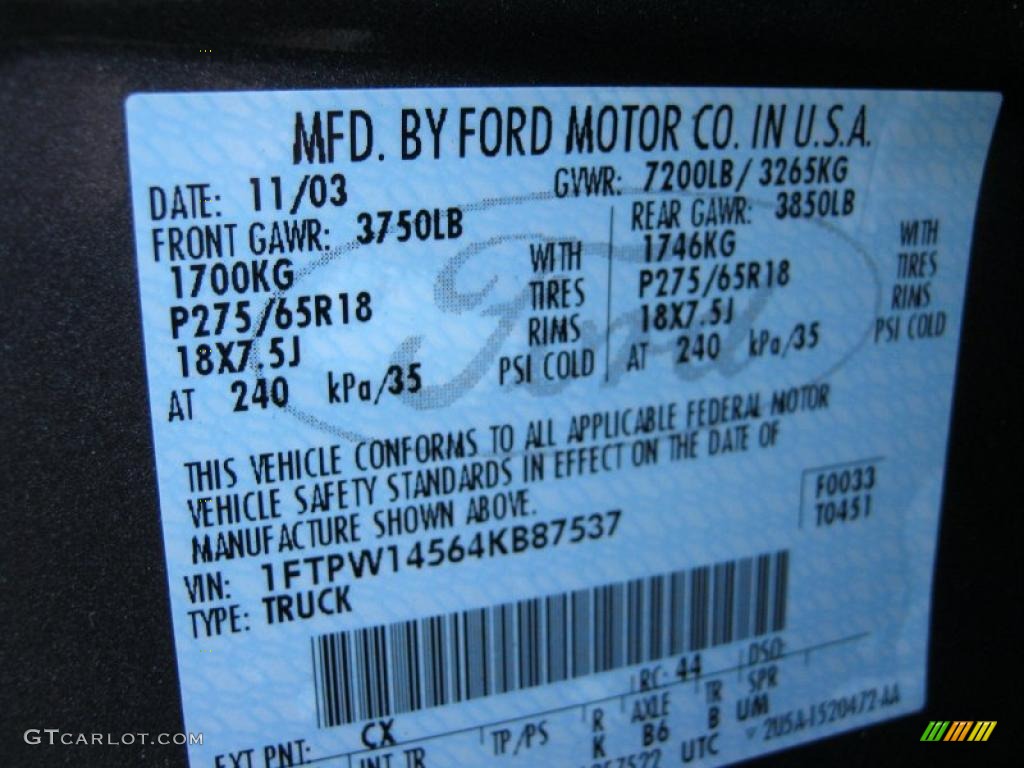 MFD. BY FORD MOTOR CO. IN U.S.A.
DATE: 11/03 GVWR: 7200LB/ 3265KG
FRONT GAWR: 3750LB REAR GAWR: 3850LB
1700KG WITH 1746KG WITH
P275/65R18 TIRES P275/65R18 TIRES
18X7.5J RIMS 18X7.5J RIMS
AT 240 kPa/35 PSI COLD AT 240 kPa/35 PSI COLD
Ford
THIS VEHICLE CONFORMS TO ALL APPLICABLE FEDERAL MOTOR
VEHICLE SAFETY STANDARDS IN EFFECT ON THE DATE OF
MANUFACTURE SHOWN ABOVE.
F0033
T0451
VIN: 1FTPW14564KB87537
TYPE: TRUCK
RC: 44 DSO:
EXT PNT: CX
INT TR TP/PS R AXLE TR SPR
K B6 B UM
UTC
2U5A-1520472-AA
GTCARLOT.COM